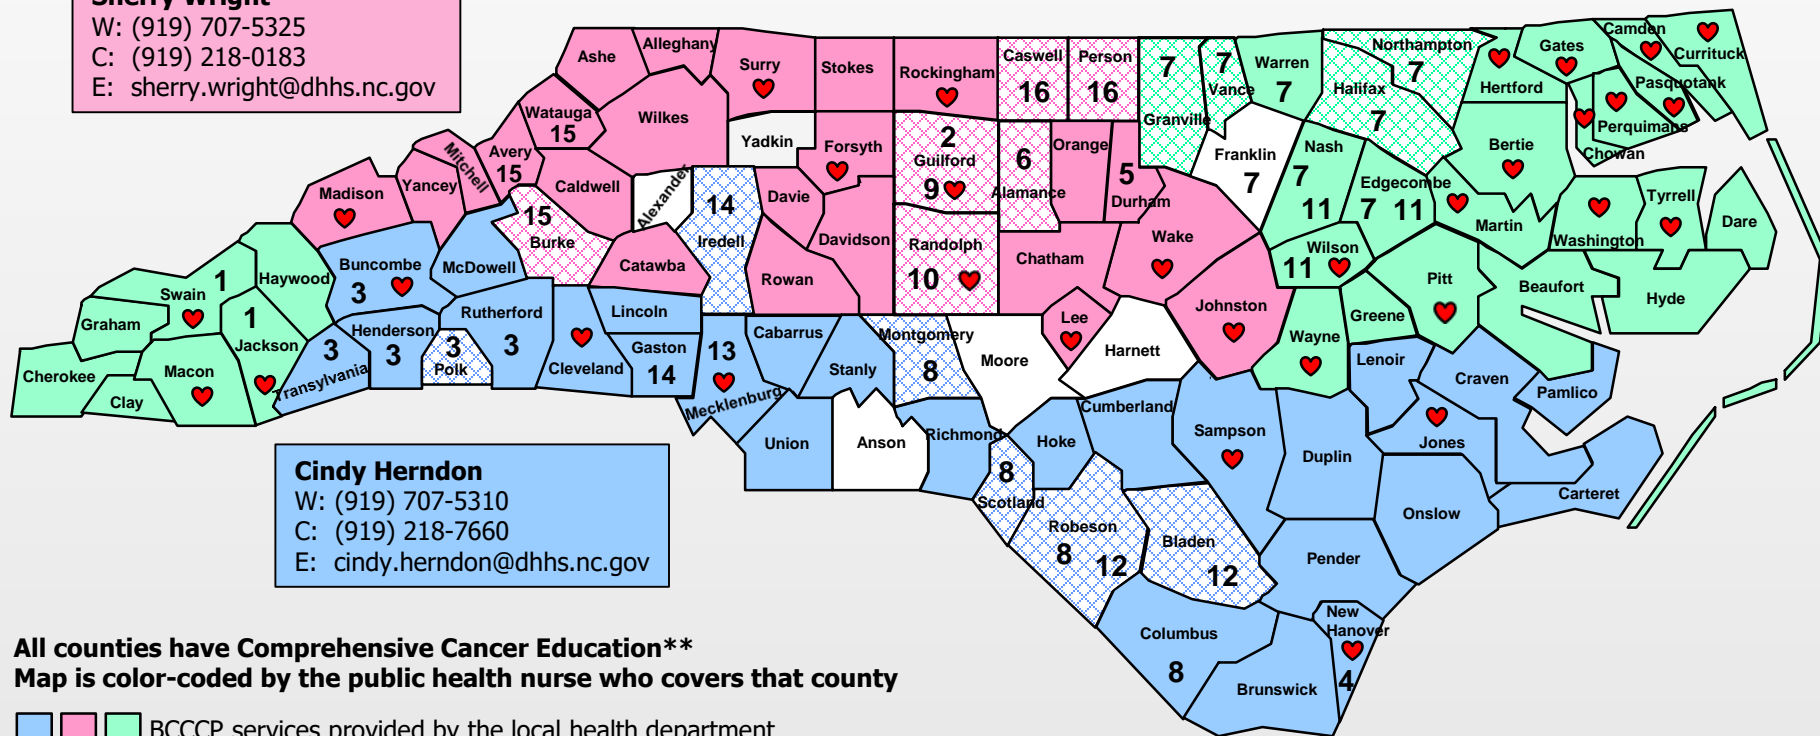 Sherry Wright
W: (919) 707-5325
C: (919) 218-0183
E: sherry.wright@dhhs.nc.gov
Ashe
Alleghany
Surry
Stokes
Rockingham
Caswell
16
Person
16
7
Granville
7
Vance
Warren
7
Northampton
7
Halifax
7
Hertford
Gates
Camden
Currituck
Pasquotank
Perquimans
Chowan
Watauga
15
Wilkes
Yadkin
Forsyth
2
Guilford
9
6
Alamance
Orange
5
Durham
Franklin
7
Nash
7
11
Edgecombe
7 11
Bertie
Martin
Washington
Tyrrell
Dare
Mitchell
Avery
15
Yancey
Madison
Caldwell
Alexander
14
Iredell
Davie
Davidson
Randolph
10
Chatham
Wake
Wilson
11
Pitt
Beaufort
Hyde
15
Burke
Catawba
Rowan
Johnston
Lee
Harnett
Wayne
Greene
Haywood
Buncombe
3
McDowell
1
Swain
Graham
1
Jackson
Cherokee
Clay
Macon
3
Transylvania
Henderson
3
3
Polk
Rutherford
3
Cleveland
Lincoln
Gaston
14
13
Mecklenburg
Cabarrus
Stanly
Montgomery
8
Moore
Union
Anson
Richmond
Hoke
Cumberland
Sampson
Duplin
Lenoir
Craven
Pamlico
Jones
Carteret
Onslow
8
Scotland
Robeson
8 12
Bladen
12
Pender
New
Hanover
4
Columbus
8
Brunswick
Cindy Herndon
W: (919) 707-5310
C: (919) 218-7660
E: cindy.herndon@dhhs.nc.gov
All counties have Comprehensive Cancer Education**
Map is color-coded by the public health nurse who covers that county
BCCCP services provided by the local health department